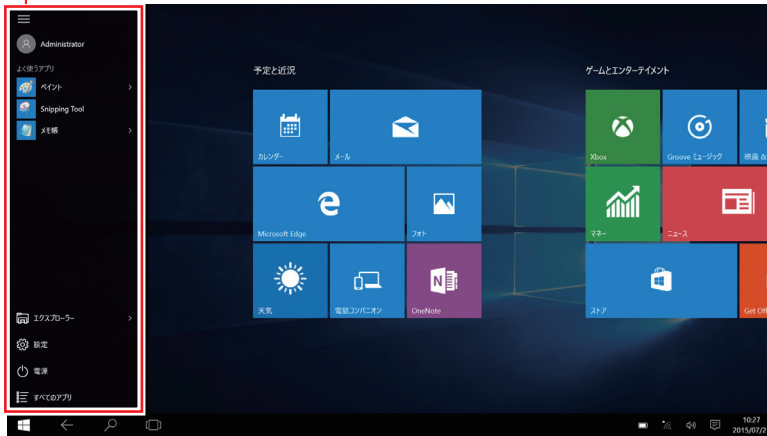 Administrator
よく使うアプリ
ペイント
Snipping Tool
メモ帳
エクスプローラー
設定
電源
すべてのアプリ
予定と近況
カレンダー
メール
Microsoft Edge
フォト
天気
電話コンパニオン
OneNote
ゲームとエンターテイメント
Xbox
Groove ミュージック
映画 &
マネー
ニュース
ストア
Get Off
10:27
2015/07/2